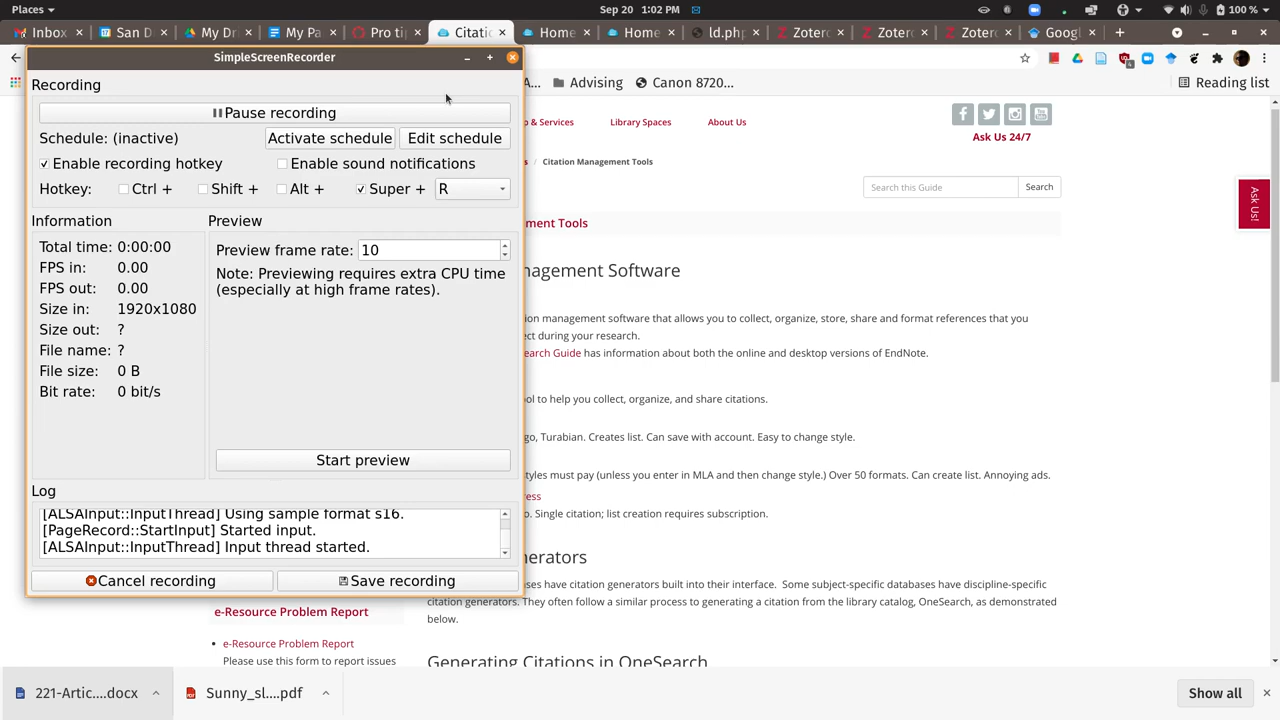 Places
Sep 20 1:02 PM
100 %
Inbox
San D
My Dr
My Pa
Pro tip
Citatio
Home
Home
ld.php
Zoter
Zoter
Googl
SimpleScreenRecorder
A...
Advising
Canon 8720...
Reading list
Recording
Pause recording
Schedule: (inactive)
Activate schedule
Edit schedule
Enable recording hotkey
Enable sound notifications
Hotkey:
Ctrl +
Shift +
Alt +
Super +
R
Information
Total time: 0:00:00
FPS in: 0.00
FPS out: 0.00
Size in: 1920x1080
Size out: ?
File name: ?
File size: 0 B
Bit rate: 0 bit/s
Preview
Preview frame rate: 10
Note: Previewing requires extra CPU time
(especially at high frame rates).
Start preview
Log
[ALSAInput::InputThread] Using sample format s16.
[PageRecord::StartInput] Started input.
[ALSAInput::InputThread] Input thread started.
Cancel recording
Save recording
& Services
Library Spaces
About Us
You
Tube
Ask Us 24/7
/ Citation Management Tools
Search this Guide
Search
Ask Us!
ment Tools
agement Software
ion management software that allows you to collect, organize, store, share and format references that you
ect during your research.
earch Guide has information about both the online and desktop versions of EndNote.
ool to help you collect, organize, and share citations.
go, Turabian. Creates list. Can save with account. Easy to change style.
tyles must pay (unless you enter in MLA and then change style.) Over 50 formats. Can create list. Annoying ads.
ress
o. Single citation; list creation requires subscription.
enerators
ases have citation generators built into their interface. Some subject-specific databases have discipline-specific
citation generators. They often follow a similar process to generating a citation from the library catalog, OneSearch, as demonstrated
below.
Generating Citations in OneSearch
e-Resource Problem Report
e-Resource Problem Report
Please use this form to report issues
221-Artic....docx
Sunny_sl....pdf
Show all